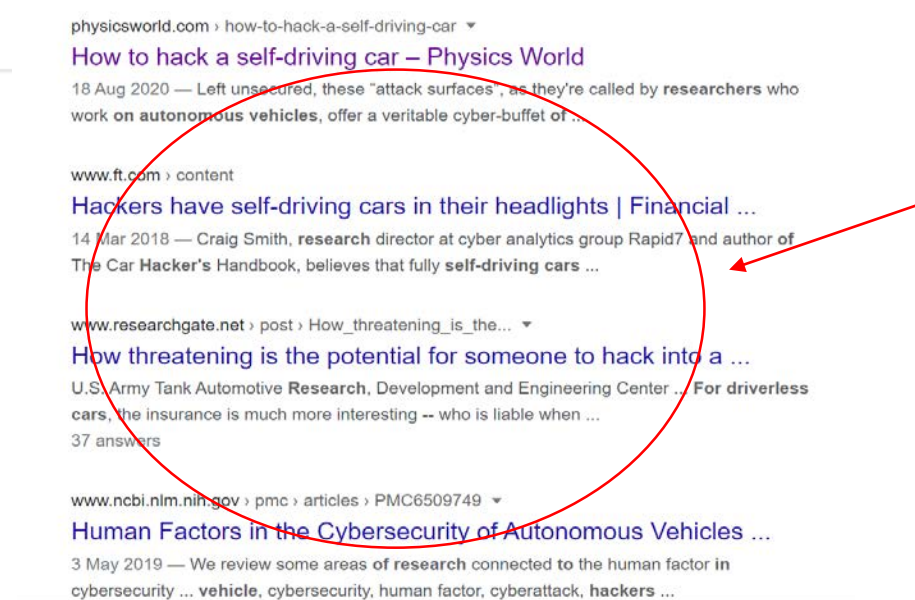 physicsworld.com › how-to-hack-a-self-driving-car
How to hack a self-driving car – Physics World
18 Aug 2020 — Left unsecured, these "attack surfaces", as they're called by researchers who
work on autonomous vehicles, offer a veritable cyber-buffet of ...
www.ft.com › content
Hackers have self-driving cars in their headlights | Financial ...
14 Mar 2018 — Craig Smith, research director at cyber analytics group Rapid7 and author of
The Car Hacker's Handbook, believes that fully self-driving cars ...
www.researchgate.net › post › How_threatening_is_the...
How threatening is the potential for someone to hack into a ...
U.S. Army Tank Automotive Research, Development and Engineering Center ... For driverless
cars, the insurance is much more interesting -- who is liable when ...
37 answers
www.ncbi.nlm.nih.gov › pmc › articles › PMC6509749
Human Factors in the Cybersecurity of Autonomous Vehicles ...
3 May 2019 — We review some areas of research connected to the human factor in
cybersecurity ... vehicle, cybersecurity, human factor, cyberattack, hackers ...